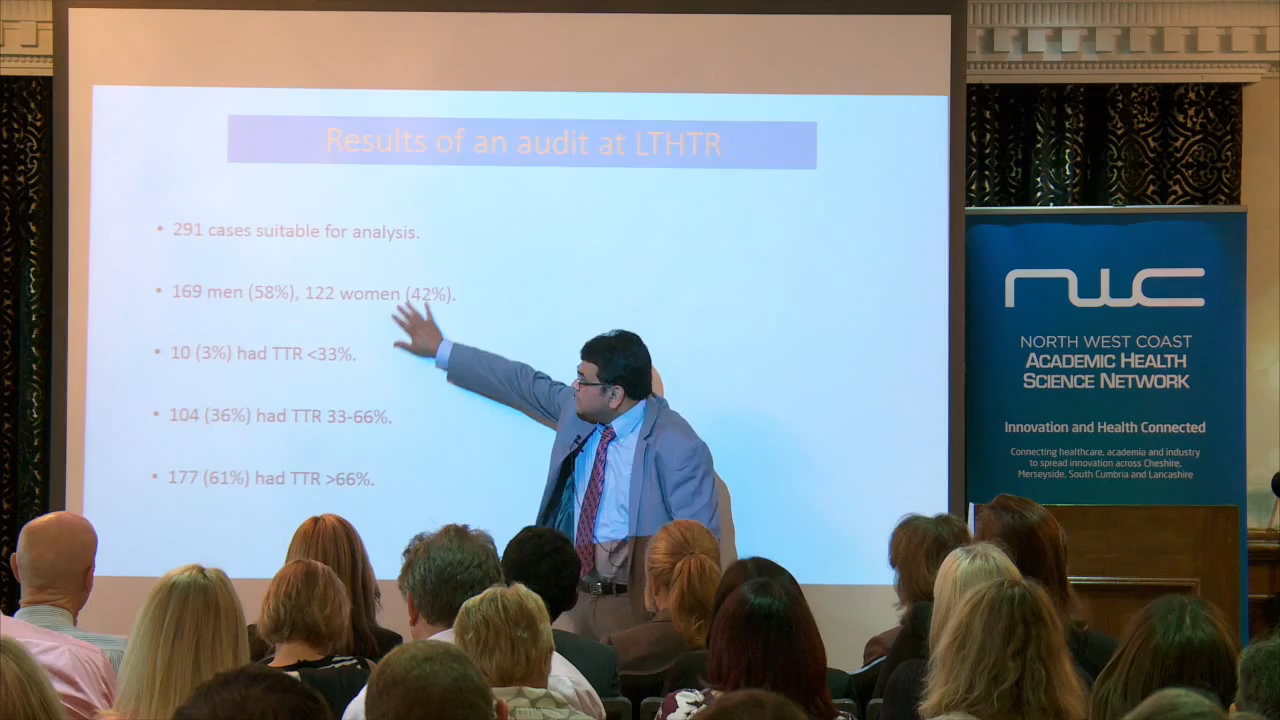 Results of an audit at LTHTR
• 291 cases suitable for analysis.
• 169 men (58%), 122 women (42%).
• 10 (3%) had TTR <33%.
• 104 (36%) had TTR 33-66%.
• 177 (61%) had TTR >66%.
nwc
NORTH WEST COAST
ACADEMIC HEALTH
SCIENCE NETWORK
Innovation and Health Connected
Connecting healthcare, academia and industry
to spread innovation across Cheshire,
Merseyside, South Cumbria and Lancashire